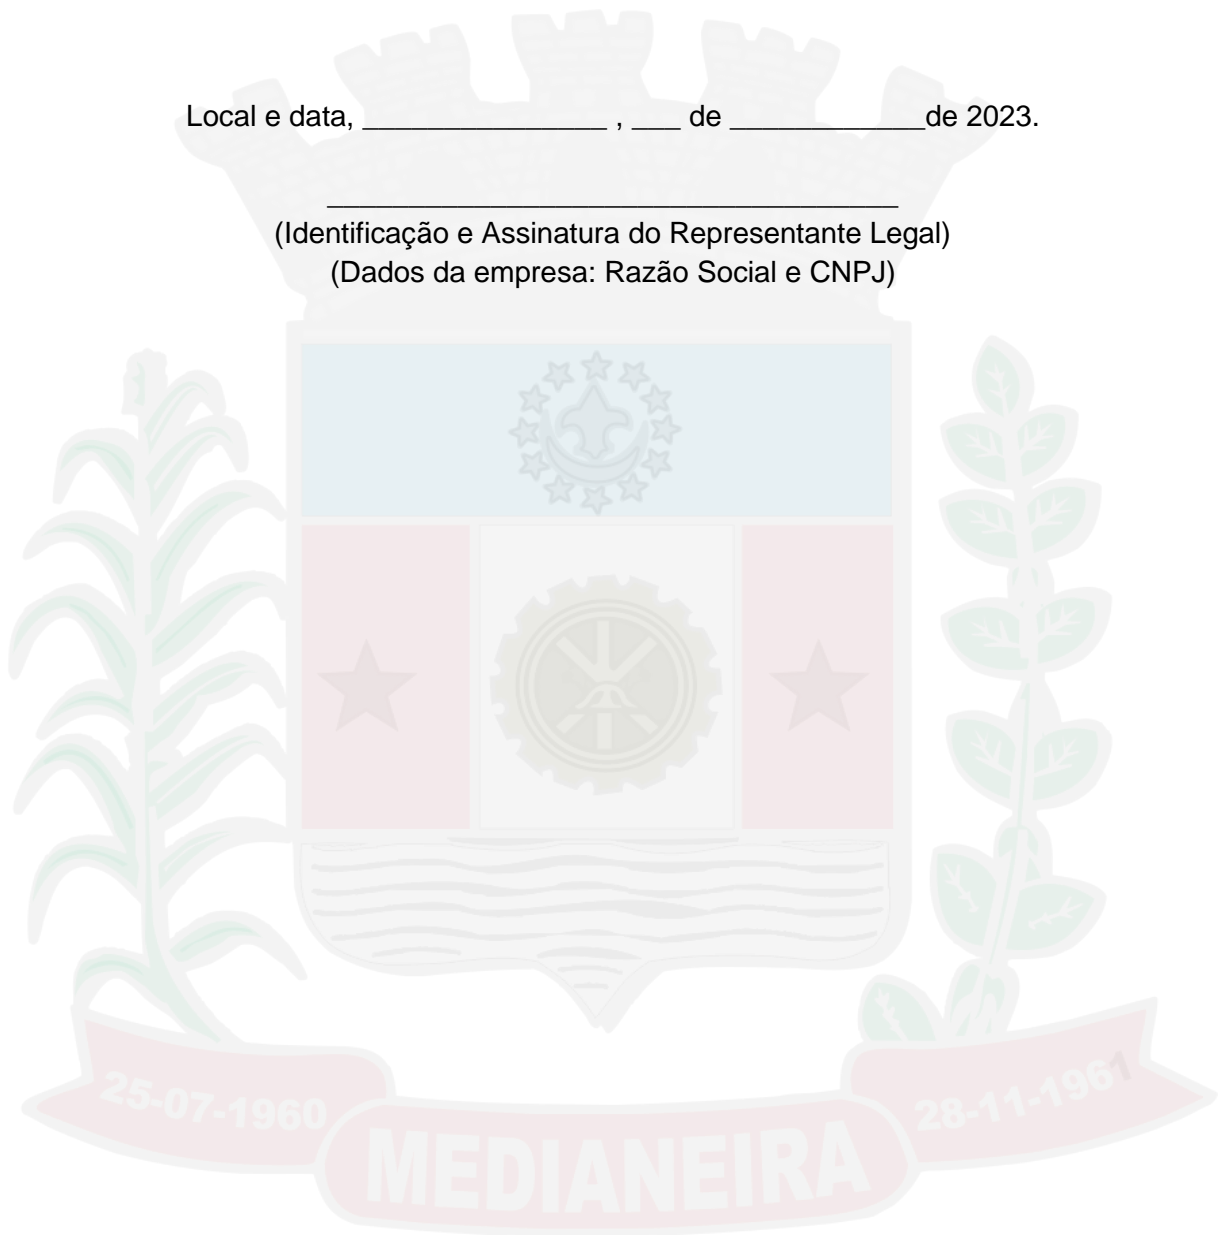 Local e data, _______________ , ___ de ____________de 2023.
___________________________________
(Identificação e Assinatura do Representante Legal)
(Dados da empresa: Razão Social e CNPJ)
25-07-1960
28-11-1961
MEDIANEIRA